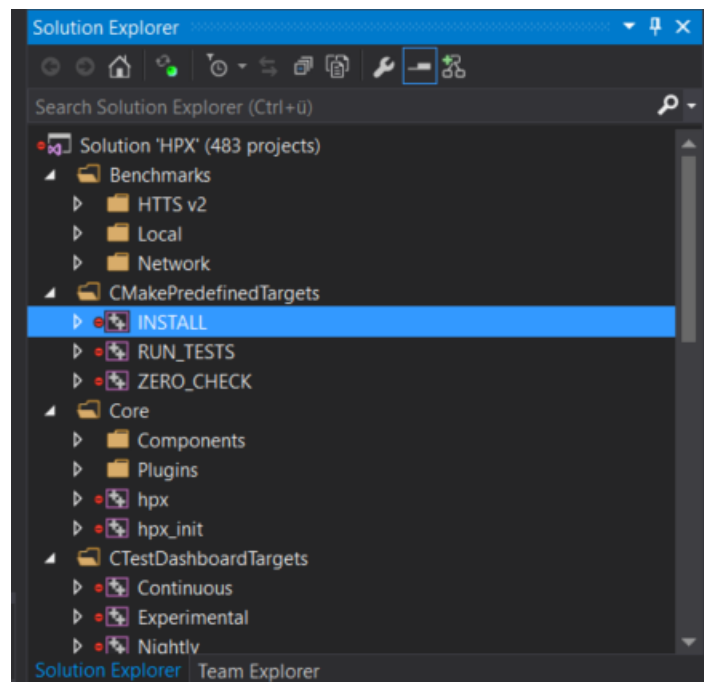 Solution Explorer
Search Solution Explorer (Ctrl+ü)
Solution 'HPX' (483 projects)
Benchmarks
HTTS v2
Local
Network
CMakePredefinedTargets
INSTALL
RUN_TESTS
ZERO_CHECK
Core
Components
Plugins
hpx
hpx_init
CTestDashboardTargets
Continuous
Experimental
Nightly
Solution Explorer Team Explorer